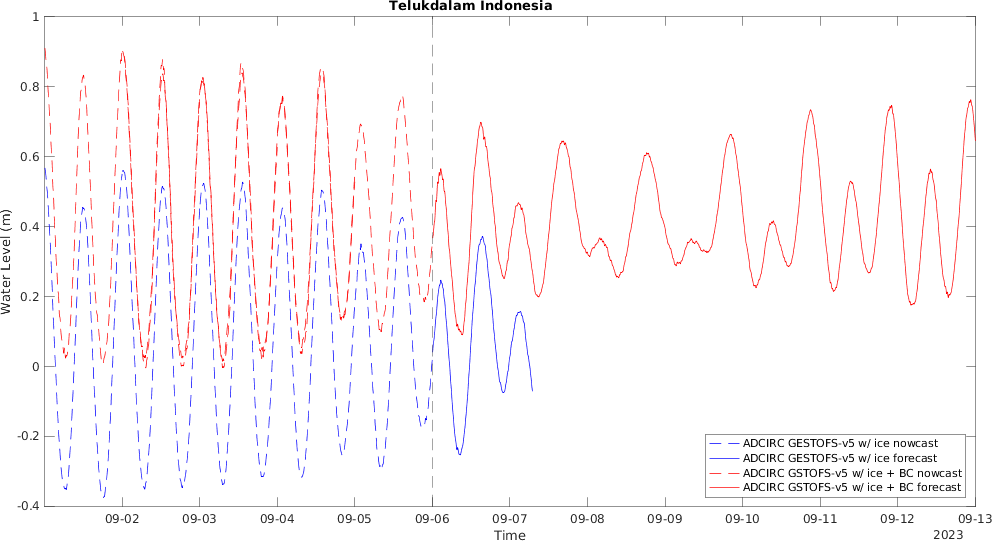 Telukdalam Indonesia
1
0.8
0.6
0.4
0.2
0
-0.2
-0.4
Water Level (m)
ADCIRC GESTOFS-v5 w/ ice nowcast
ADCIRC GESTOFS-v5 w/ ice forecast
ADCIRC GSTOFS-v5 w/ ice + BC nowcast
ADCIRC GSTOFS-v5 w/ ice + BC forecast
09-02 09-03 09-04 09-05 09-06 09-07 09-08 09-09 09-10 09-11 09-12 09-13
Time
2023